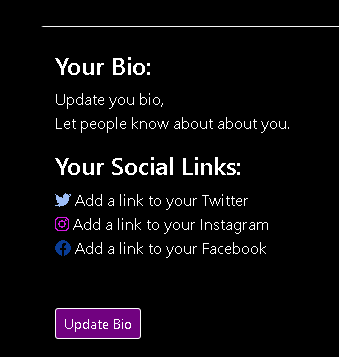 Your Bio:
Update you bio,
Let people know about about you.
Your Social Links:
Add a link to your Twitter
Add a link to your Instagram
Add a link to your Facebook
Update Bio